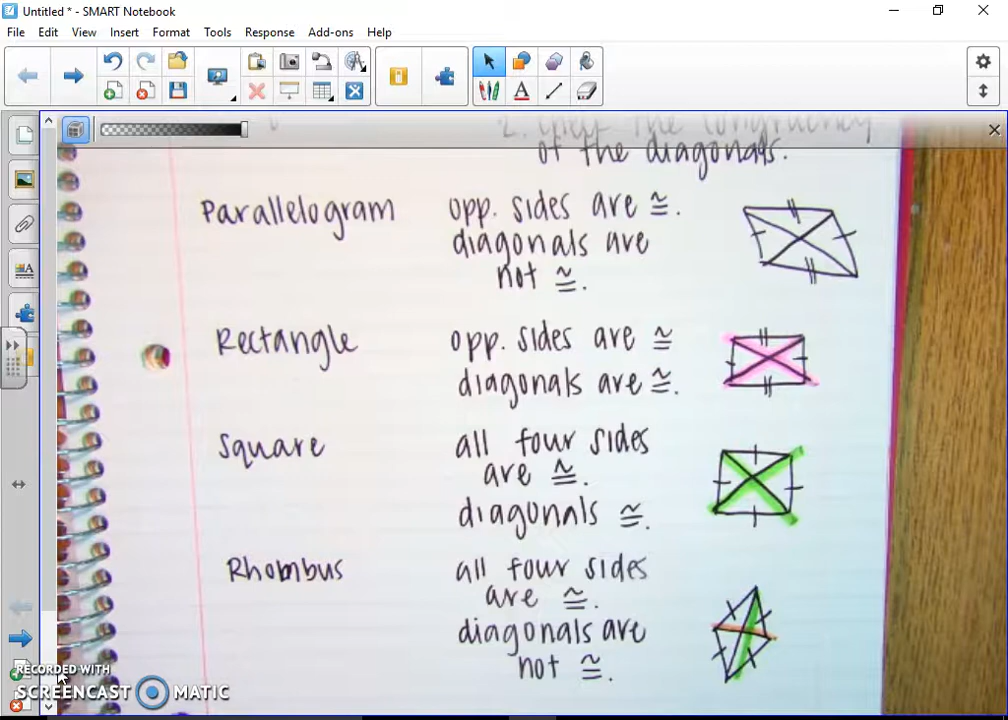 Untitled * - SMART Notebook
File Edit View Insert Format Tools Response Add-ons Help
of the diagonals.
Parallelogram opp. sides are ≅.
diagonals are
not ≅.
Rectangle opp. sides are ≅
diagonals are ≅.
Square all four sides
are ≅.
diagonals ≅.
Rhombus all four sides
are ≅.
diagonals are
not ≅.
RECORDED WITH
SCREENCAST MATIC